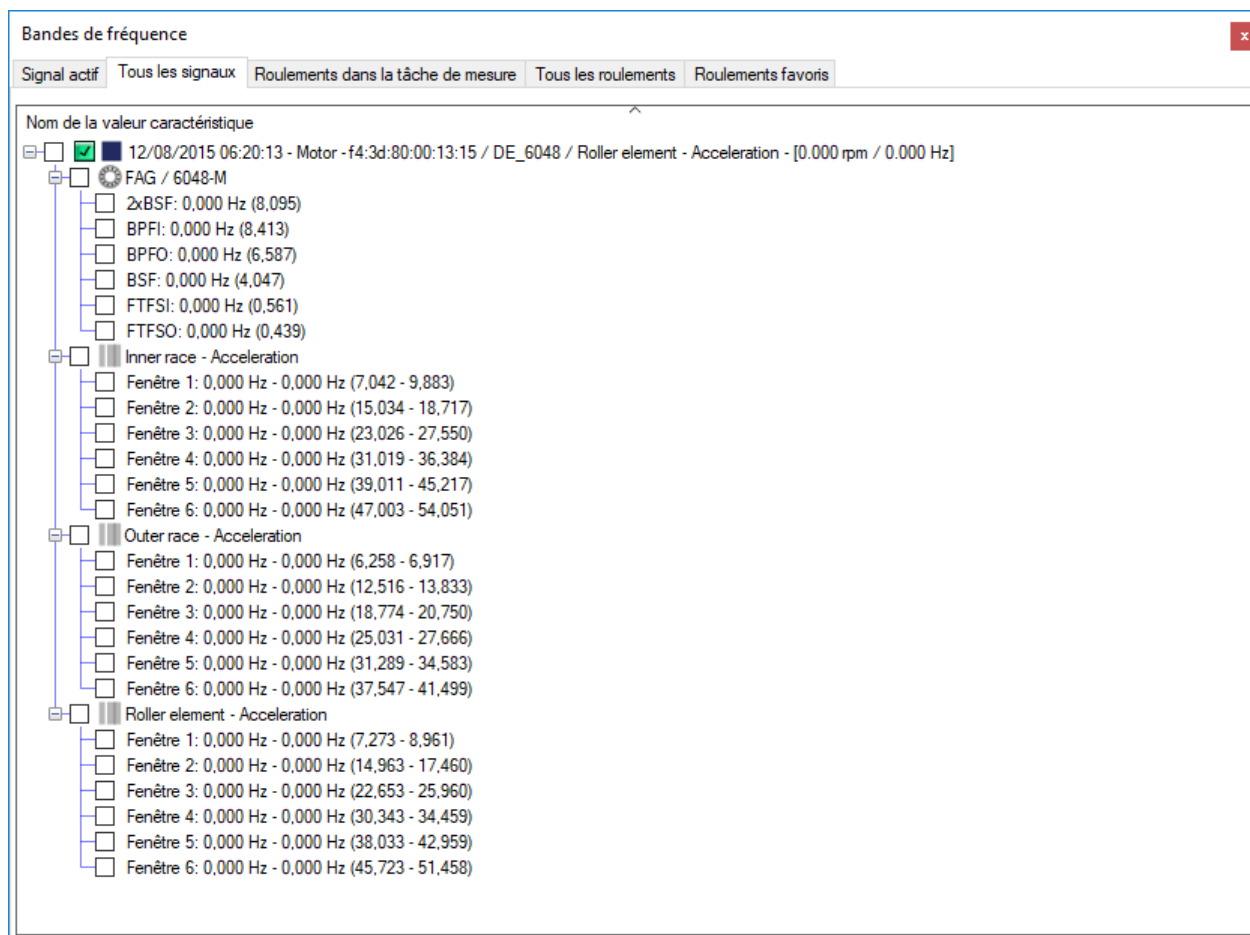 Bandes de fréquence
x
Signal actif Tous les signaux Roulements dans la tâche de mesure Tous les roulements Roulements favoris
Nom de la valeur caractéristique
12/08/2015 06:20:13 - Motor -f4:3d:80:00:13:15 / DE_6048 / Roller element - Acceleration - [0.000 rpm / 0.000 Hz]
FAG / 6048-M
2xBSF: 0,000 Hz (8,095)
BPFI: 0,000 Hz (8,413)
BPFO: 0,000 Hz (6,587)
BSF: 0,000 Hz (4,047)
FTFSI: 0,000 Hz (0,561)
FTFSO: 0,000 Hz (0,439)
Inner race - Acceleration
Fenêtre 1: 0,000 Hz - 0,000 Hz (7,042 - 9,883)
Fenêtre 2: 0,000 Hz - 0,000 Hz (15,034 - 18,717)
Fenêtre 3: 0,000 Hz - 0,000 Hz (23,026 - 27,550)
Fenêtre 4: 0,000 Hz - 0,000 Hz (31,019 - 36,384)
Fenêtre 5: 0,000 Hz - 0,000 Hz (39,011 - 45,217)
Fenêtre 6: 0,000 Hz - 0,000 Hz (47,003 - 54,051)
Outer race - Acceleration
Fenêtre 1: 0,000 Hz - 0,000 Hz (6,258 - 6,917)
Fenêtre 2: 0,000 Hz - 0,000 Hz (12,516 - 13,833)
Fenêtre 3: 0,000 Hz - 0,000 Hz (18,774 - 20,750)
Fenêtre 4: 0,000 Hz - 0,000 Hz (25,031 - 27,666)
Fenêtre 5: 0,000 Hz - 0,000 Hz (31,289 - 34,583)
Fenêtre 6: 0,000 Hz - 0,000 Hz (37,547 - 41,499)
Roller element - Acceleration
Fenêtre 1: 0,000 Hz - 0,000 Hz (7,273 - 8,961)
Fenêtre 2: 0,000 Hz - 0,000 Hz (14,963 - 17,460)
Fenêtre 3: 0,000 Hz - 0,000 Hz (22,653 - 25,960)
Fenêtre 4: 0,000 Hz - 0,000 Hz (30,343 - 34,459)
Fenêtre 5: 0,000 Hz - 0,000 Hz (38,033 - 42,959)
Fenêtre 6: 0,000 Hz - 0,000 Hz (45,723 - 51,458)